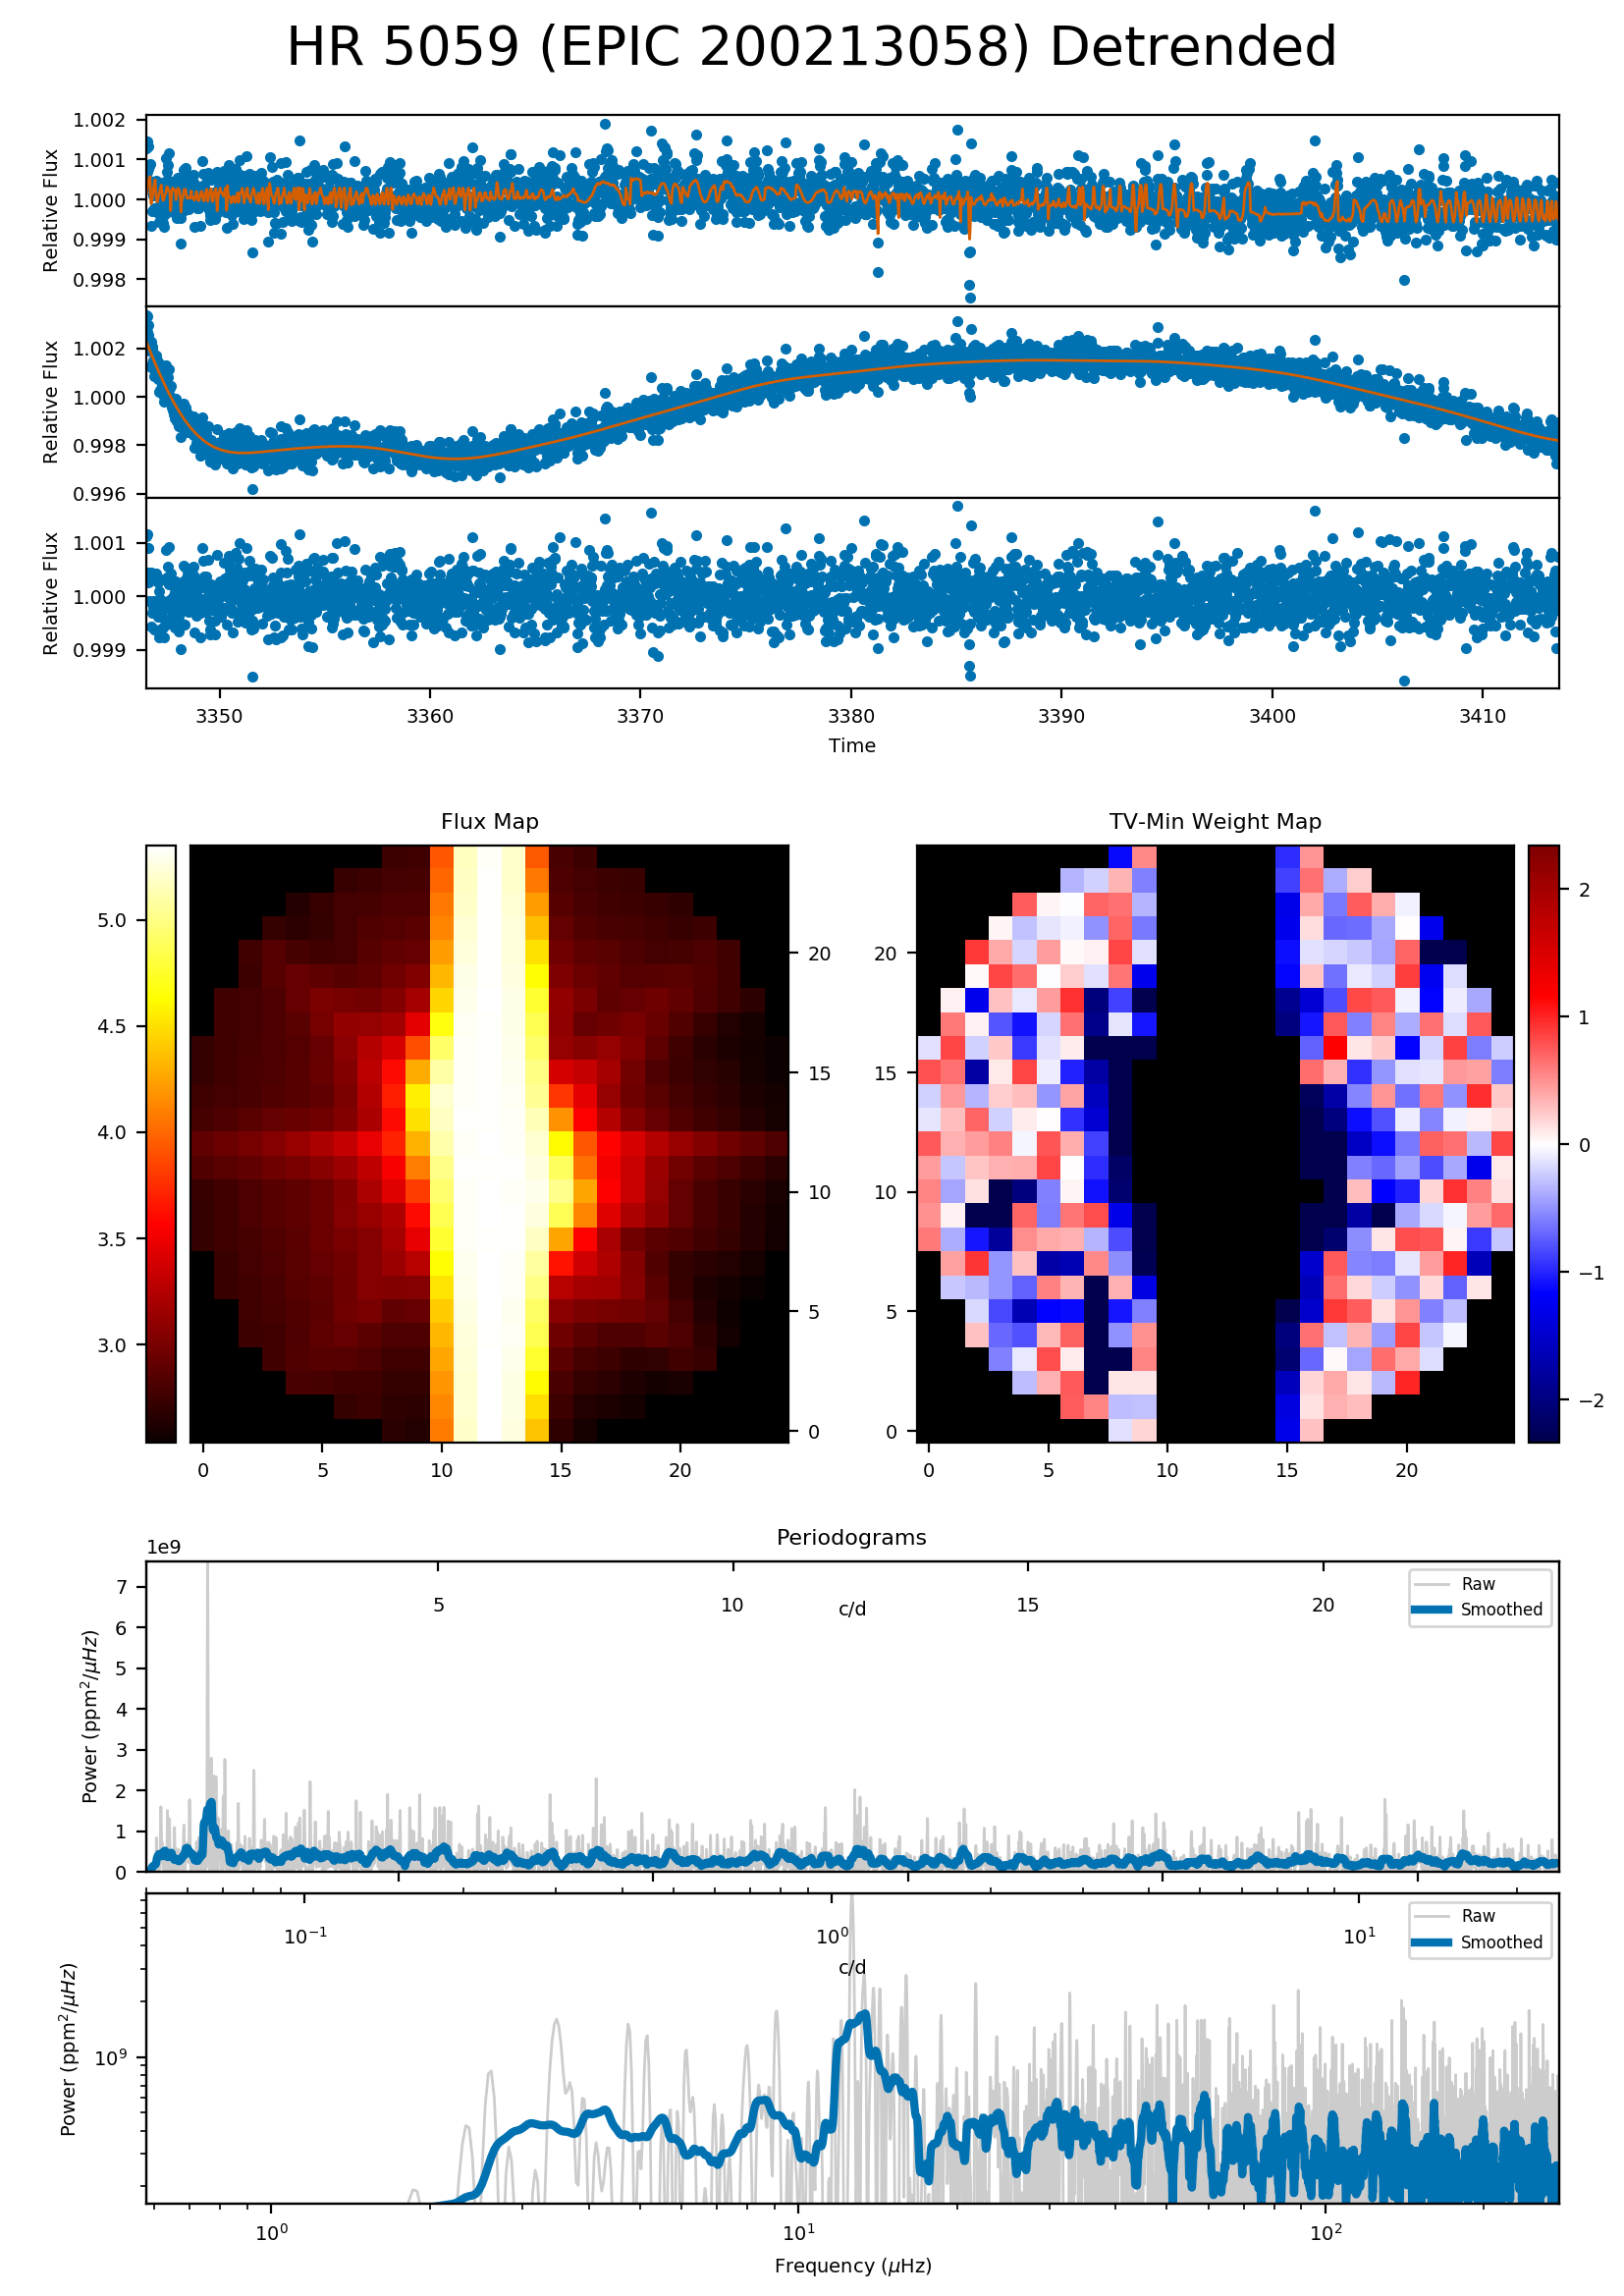 HR 5059 (EPIC 200213058) Detrended
1.002
1.001
1.000
0.999
0.998
Relative Flux
1.002
1.000
0.998
0.996
Relative Flux
1.001
1.000
0.999
Relative Flux
3350 3360 3370 3380 3390 3400 3410
Time
Flux Map
5.0
4.5
4.0
3.5
3.0
20
15
10
5
0
0 5 10 15 20
TV-Min Weight Map
20
15
10
5
0
0 5 10 15 20
2
1
0
−1
−2
Periodograms
1e9
7
6
5
4
3
2
1
0
Power (ppm²/μHz)
5 10 15 20
c/d
Raw
Smoothed
10⁻¹ 10⁰ 10¹
c/d
Raw
Smoothed
10⁹
Power (ppm²/μHz)
10⁰ 10¹ 10²
Frequency (μHz)